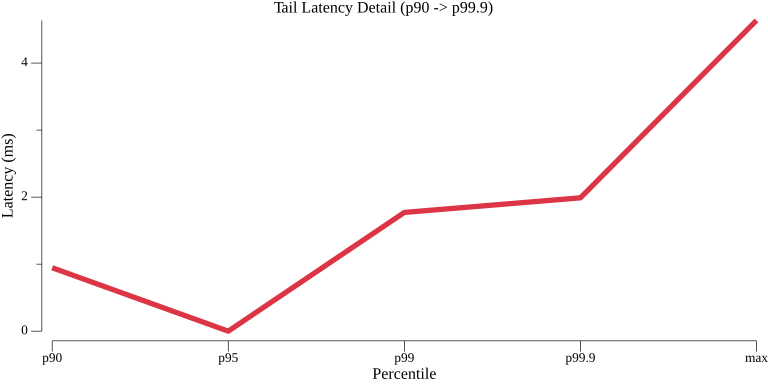 Tail Latency Detail (p90 -> p99.9)
Latency (ms)
4
2
0
p90 p95 p99 p99.9 max
Percentile